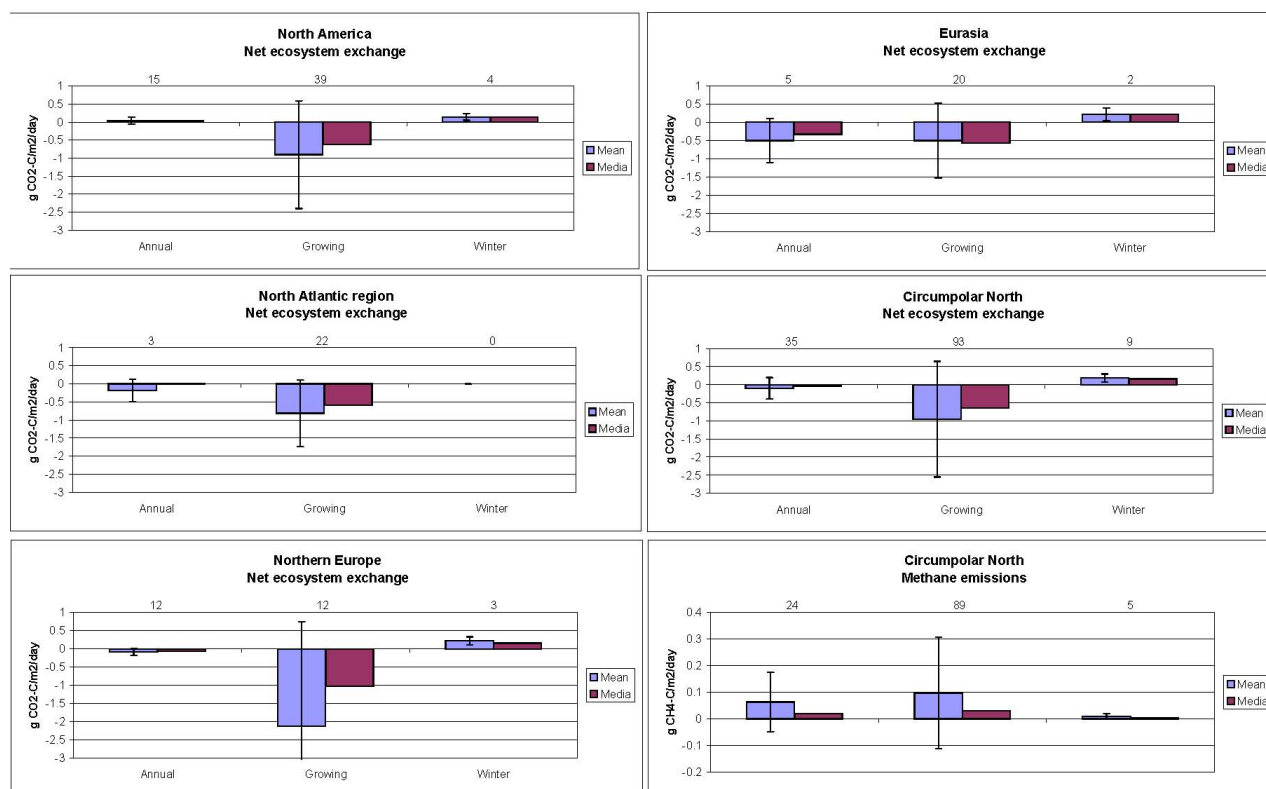 North America
Net ecosystem exchange
15 39 4
g CO2-C/m2/day
1
0.5
0
-0.5
-1
-1.5
-2
-2.5
-3
Annual Growing Winter
Mean
Media
Eurasia
Net ecosystem exchange
5 20 2
g CO2-C/m2/day
1
0.5
0
-0.5
-1
-1.5
-2
-2.5
-3
Annual Growing Winter
Mean
Media
North Atlantic region
Net ecosystem exchange
3 22 0
g CO2-C/m2/day
1
0.5
0
-0.5
-1
-1.5
-2
-2.5
-3
Annual Growing Winter
Mean
Media
Circumpolar North
Net ecosystem exchange
35 93 9
g CO2-C/m2/day
1
0.5
0
-0.5
-1
-1.5
-2
-2.5
-3
Annual Growing Winter
Mean
Media
Northern Europe
Net ecosystem exchange
12 12 3
g CO2-C/m2/day
1
0.5
0
-0.5
-1
-1.5
-2
-2.5
-3
Annual Growing Winter
Mean
Media
Circumpolar North
Methane emissions
24 89 5
g CH4-C/m2/day
0.4
0.3
0.2
0.1
0
-0.1
-0.2
Annual Growing Winter
Mean
Media